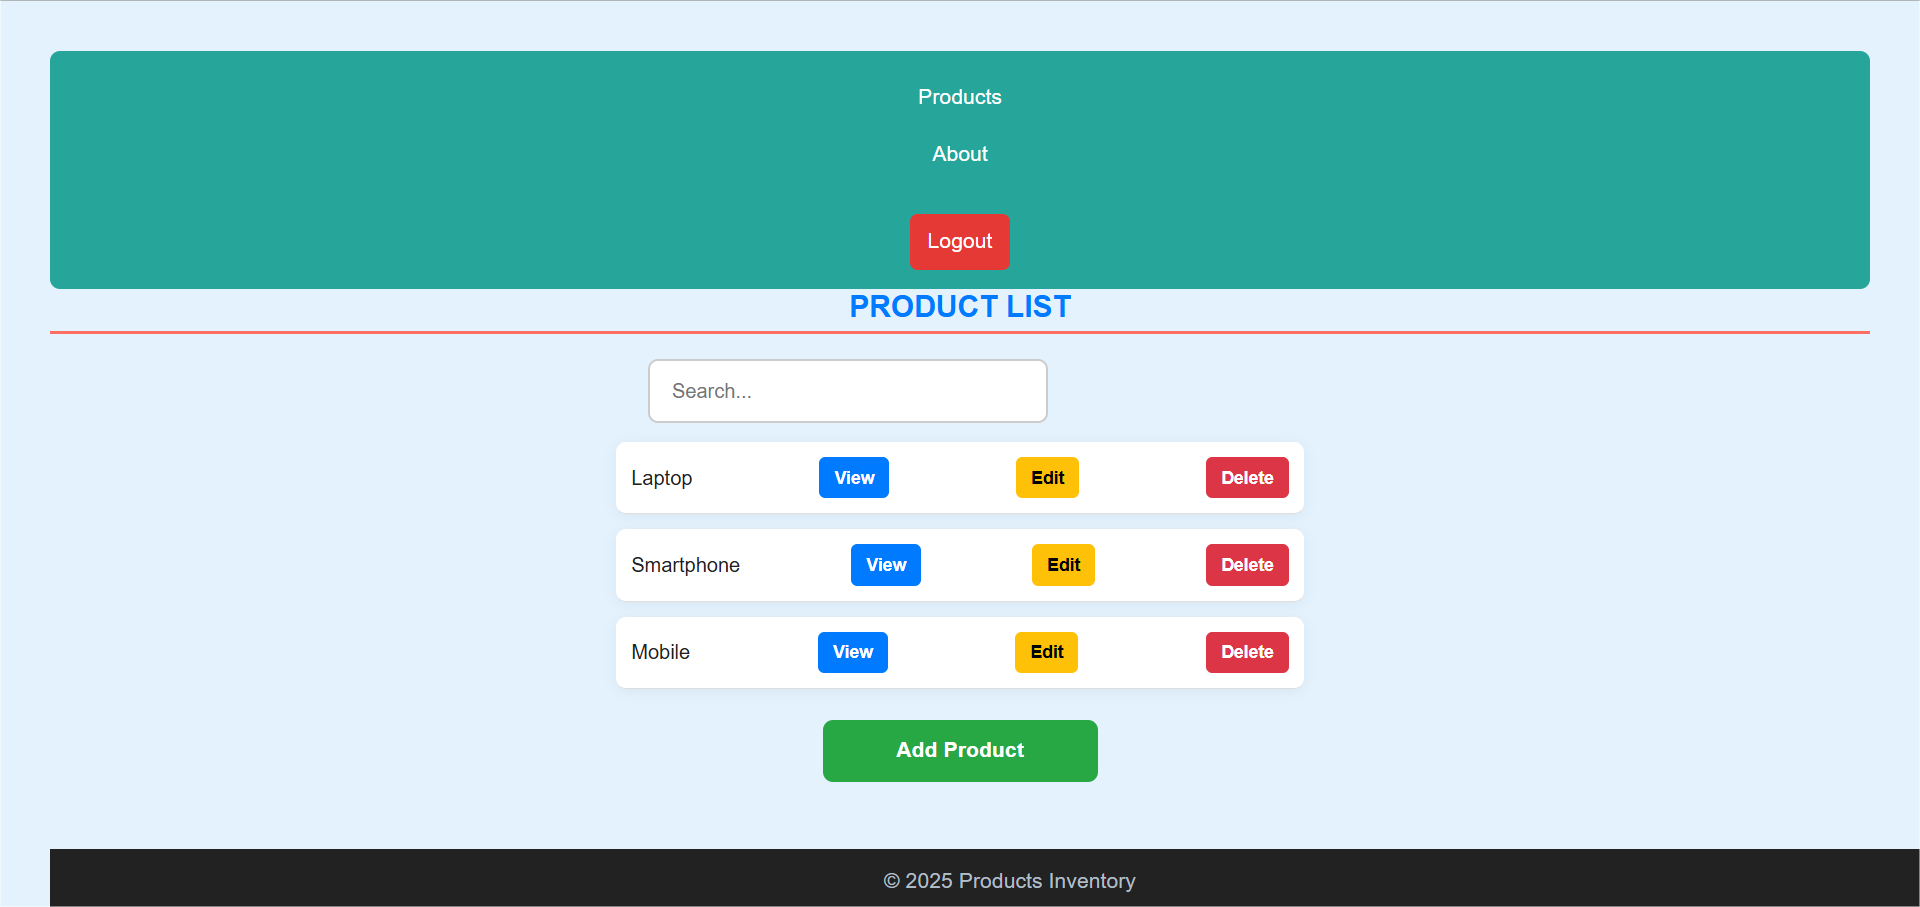 Products
About
Logout
PRODUCT LIST
Search...
Laptop View Edit Delete
Smartphone View Edit Delete
Mobile View Edit Delete
Add Product
© 2025 Products Inventory